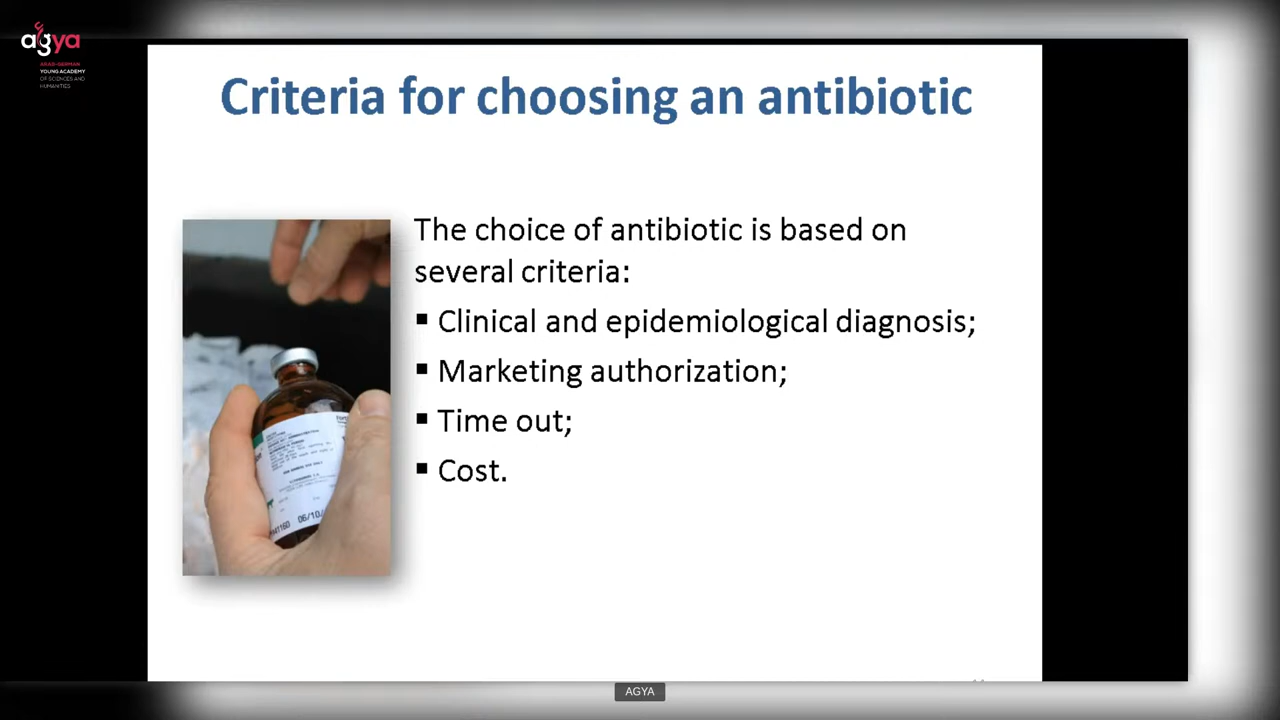 agya
ARAB-GERMAN
YOUNG ACADEMY
OF SCIENCES AND
HUMANITIES
Criteria for choosing an antibiotic
The choice of antibiotic is based on
several criteria:
▪ Clinical and epidemiological diagnosis;
▪ Marketing authorization;
▪ Time out;
▪ Cost.
06/10/
AGYA